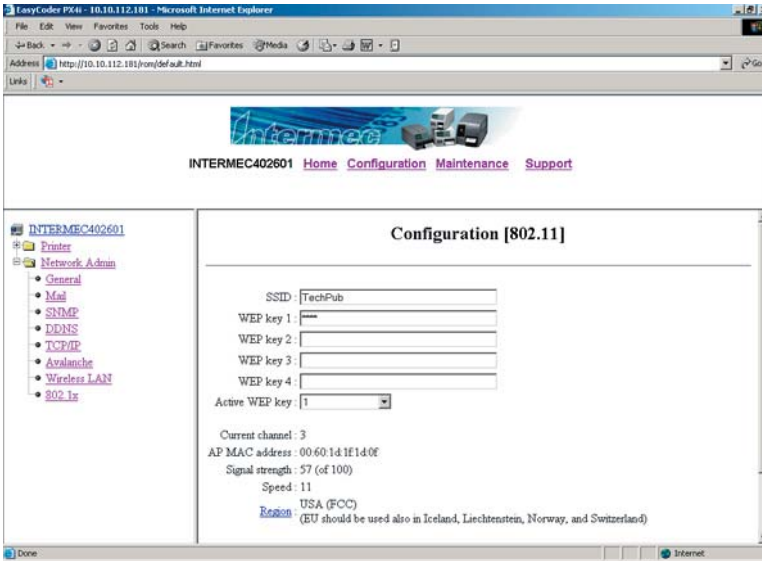 EasyCoder PX4i - 10.10.112.181 - Microsoft Internet Explorer
File Edit View Favorites Tools Help
Back Search Favorites Media
Address http://10.10.112.181/rom/default.html Go
Links
Intermec
INTERMEC402601 Home Configuration Maintenance Support
INTERMEC402601
Printer
Network Admin
General
Mail
SNMP
DDNS
TCP/IP
Avalanche
Wireless LAN
802.1x
Configuration [802.11]
SSID : TechPub
WEP key 1 : ****
WEP key 2 :
WEP key 3 :
WEP key 4 :
Active WEP key : 1
Current channel : 3
AP MAC address : 00:60:1d:1f:1d:0f
Signal strength : 57 (of 100)
Speed : 11
Region : USA (FCC)
(EU should be used also in Iceland, Liechtenstein, Norway, and Switzerland)
Done Internet